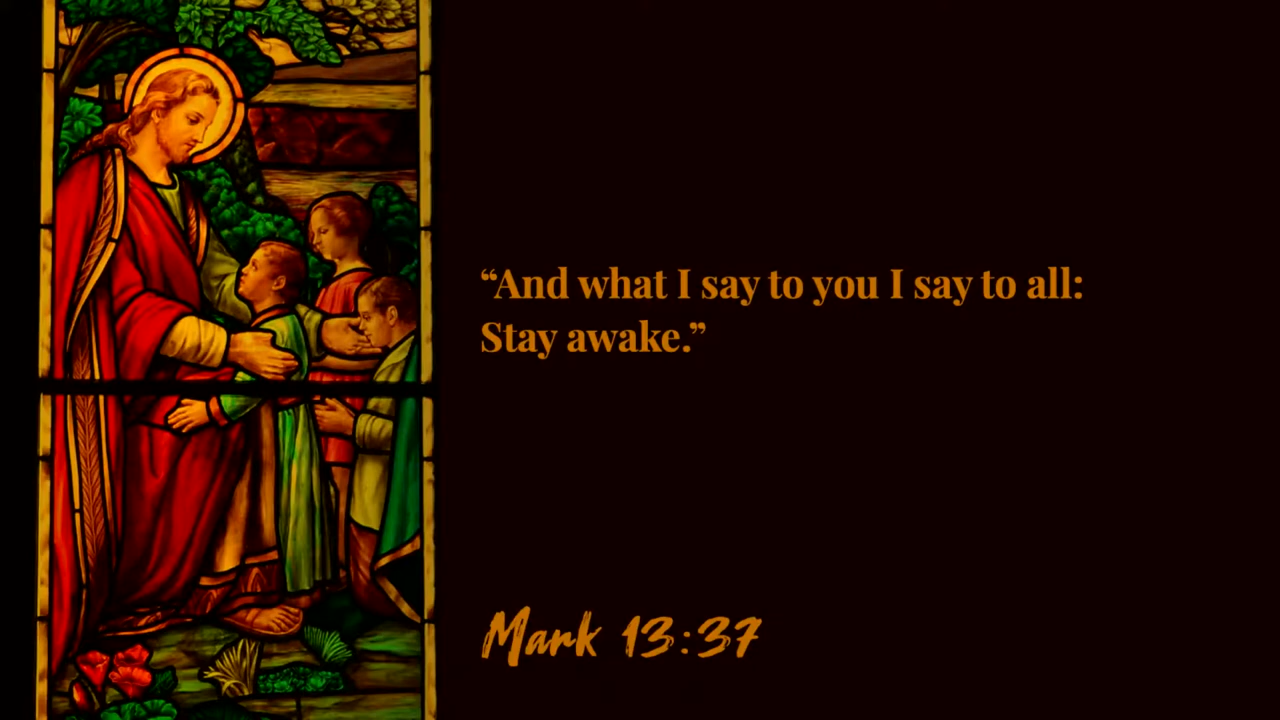 “And what I say to you I say to all:
Stay awake.”
Mark 13:37